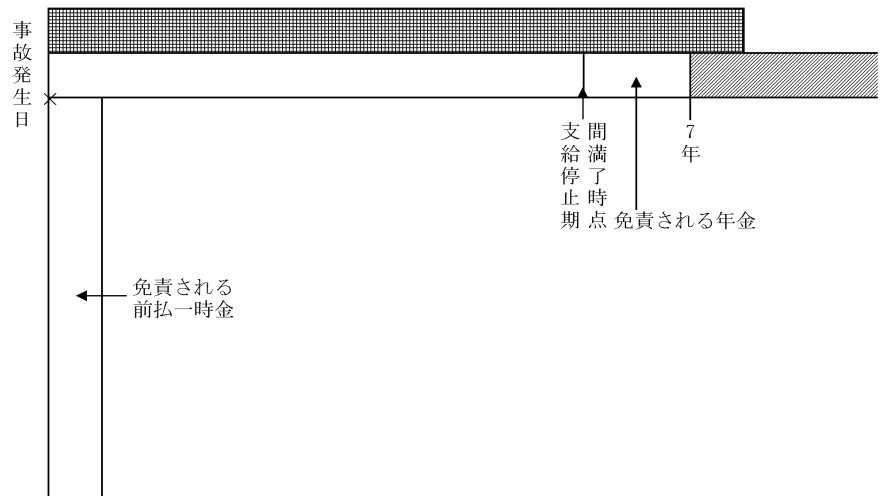 事故発生日
支給停止期
間満了時点
7年
免責される年金
免責される
前払一時金